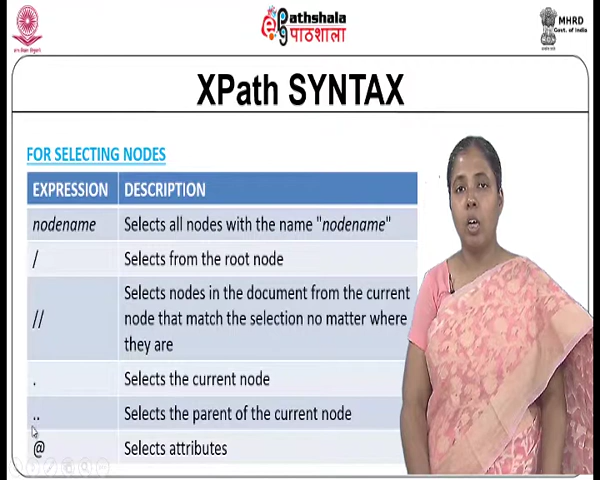 ePathshala
पाठशाला
MHRD
Govt. of India
XPath SYNTAX
FOR SELECTING NODES
EXPRESSION DESCRIPTION
nodename Selects all nodes with the name "nodename"
/ Selects from the root node
// Selects nodes in the document from the current
node that match the selection no matter where
they are
. Selects the current node
.. Selects the parent of the current node
@ Selects attributes